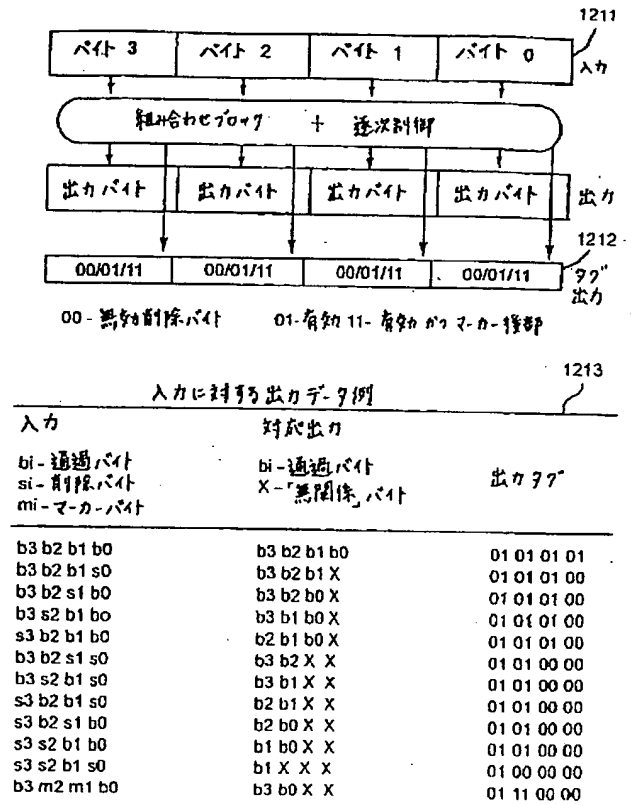 1211
バイト 3 バイト 2 バイト 1 バイト 0 入力
組み合わせブロック + 逐次制御
出力バイト 出力バイト 出力バイト 出力バイト 出力
1212
00/01/11 00/01/11 00/01/11 00/01/11 タグ出力
00-無効削除バイト 01-有効 11-有効かつマーカー後部
1213
入力に対する出力データ例
入力 対応出力
bi-通過バイト bi-通過バイト
si-削除バイト X-「無関係」バイト 出力タグ
mi-マーカーバイト
b3 b2 b1 b0 b3 b2 b1 b0 01 01 01 01
b3 b2 b1 s0 b3 b2 b1 X 01 01 01 00
b3 b2 s1 b0 b3 b2 b0 X 01 01 01 00
b3 s2 b1 b0 b3 b1 b0 X 01 01 01 00
s3 b2 b1 b0 b2 b1 b0 X 01 01 01 00
b3 b2 s1 s0 b3 b2 X X 01 01 00 00
b3 s2 b1 s0 b3 b1 X X 01 01 00 00
s3 b2 b1 s0 b2 b1 X X 01 01 00 00
s3 b2 s1 b0 b2 b0 X X 01 01 00 00
s3 s2 b1 b0 b1 b0 X X 01 01 00 00
s3 s2 b1 s0 b1 X X X 01 00 00 00
b3 m2 m1 b0 b3 b0 X X 01 11 00 00